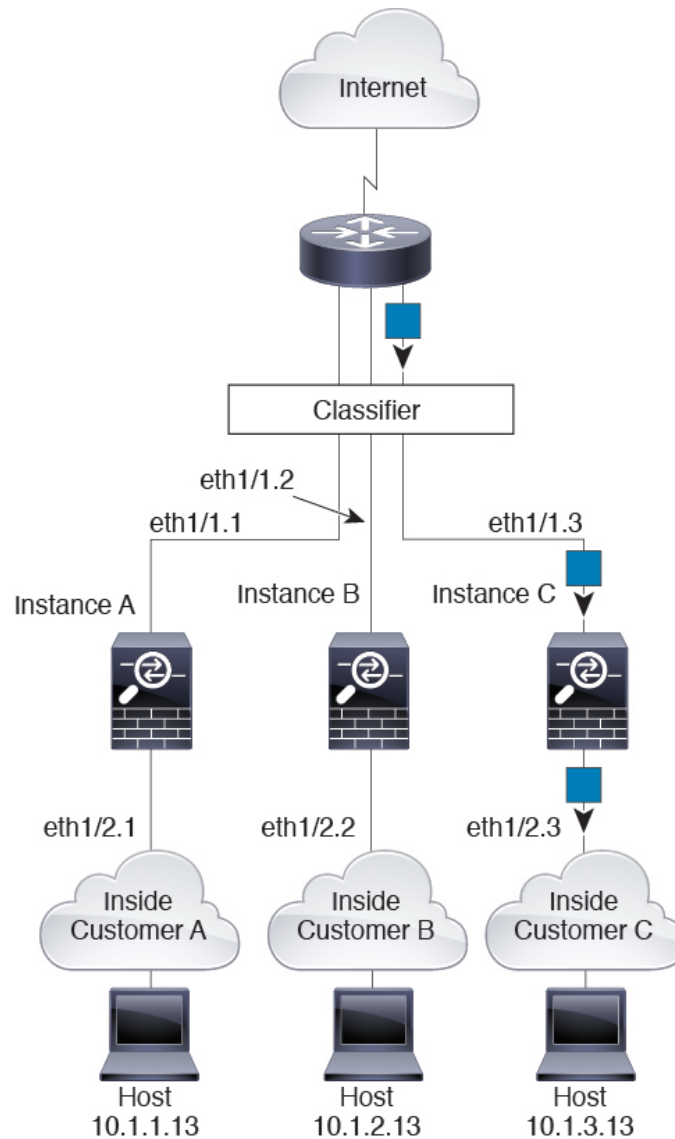 Internet
Classifier
eth1/1.2
eth1/1.1
eth1/1.3
Instance A
Instance B
Instance C
eth1/2.1
eth1/2.2
eth1/2.3
Inside
Customer A
Inside
Customer B
Inside
Customer C
Host
10.1.1.13
Host
10.1.2.13
Host
10.1.3.13